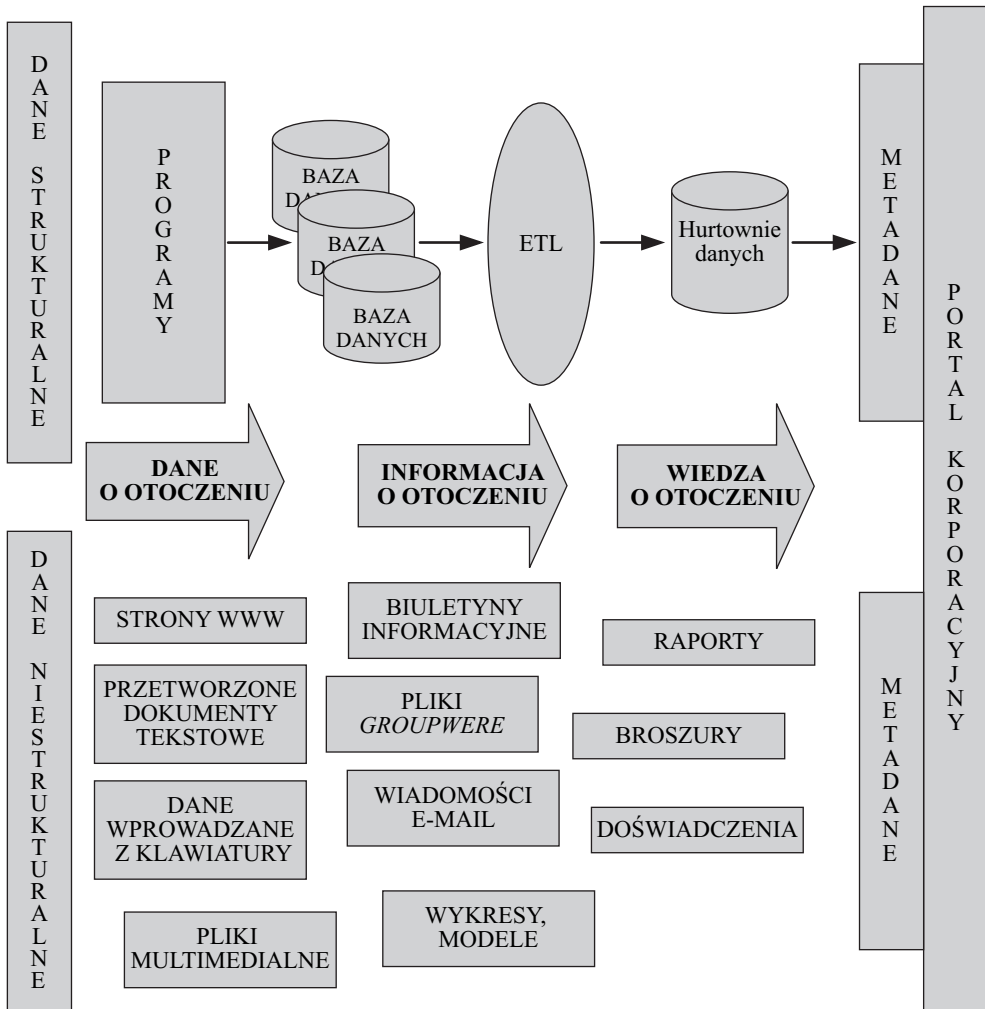 DANE STRUKTURALNE
PROGRAMY
BAZA
DANYCH
BAZA
DANYCH
BAZA
DANYCH
ETL
Hurtownie
danych
METADANE
PORTAL KORPORACYJNY
DANE
O OTOCZENIU
INFORMACJA
O OTOCZENIU
WIEDZA
O OTOCZENIU
DANE NIESTRUKTURALNE
STRONY WWW
BIULETYNY
INFORMACYJNE
RAPORTY
PRZETWORZONE
DOKUMENTY
TEKSTOWE
PLIKI
GROUPWERE
BROSZURY
DANE
WPROWADZANE
Z KLAWIATURY
WIADOMOŚCI
E-MAIL
DOŚWIADCZENIA
PLIKI
MULTIMEDIALNE
WYKRESY,
MODELE
METADANE